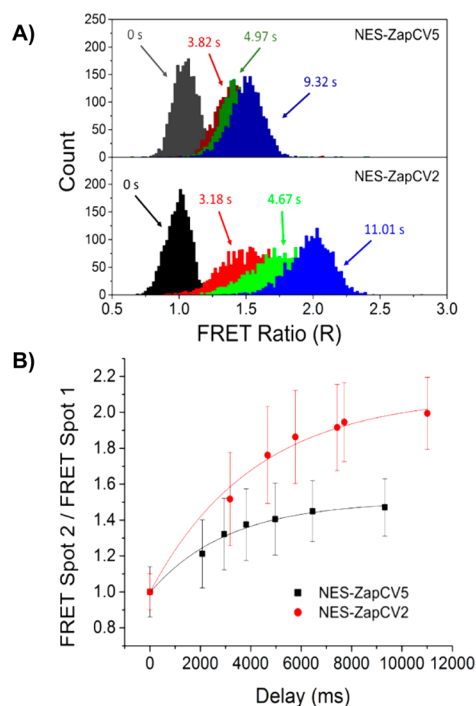 A)
250
200
150
100
50
0
0 s
3.82 s
4.97 s
9.32 s
NES-ZapCV5
Count
200
150
100
50
0
0 s
3.18 s
4.67 s
11.01 s
NES-ZapCV2
0.5 1.0 1.5 2.0 2.5 3.0
FRET Ratio (R)
B)
FRET Spot 2 / FRET Spot 1
2.2
2.0
1.8
1.6
1.4
1.2
1.0
0.8
NES-ZapCV5
NES-ZapCV2
0 2000 4000 6000 8000 10000 12000
Delay (ms)